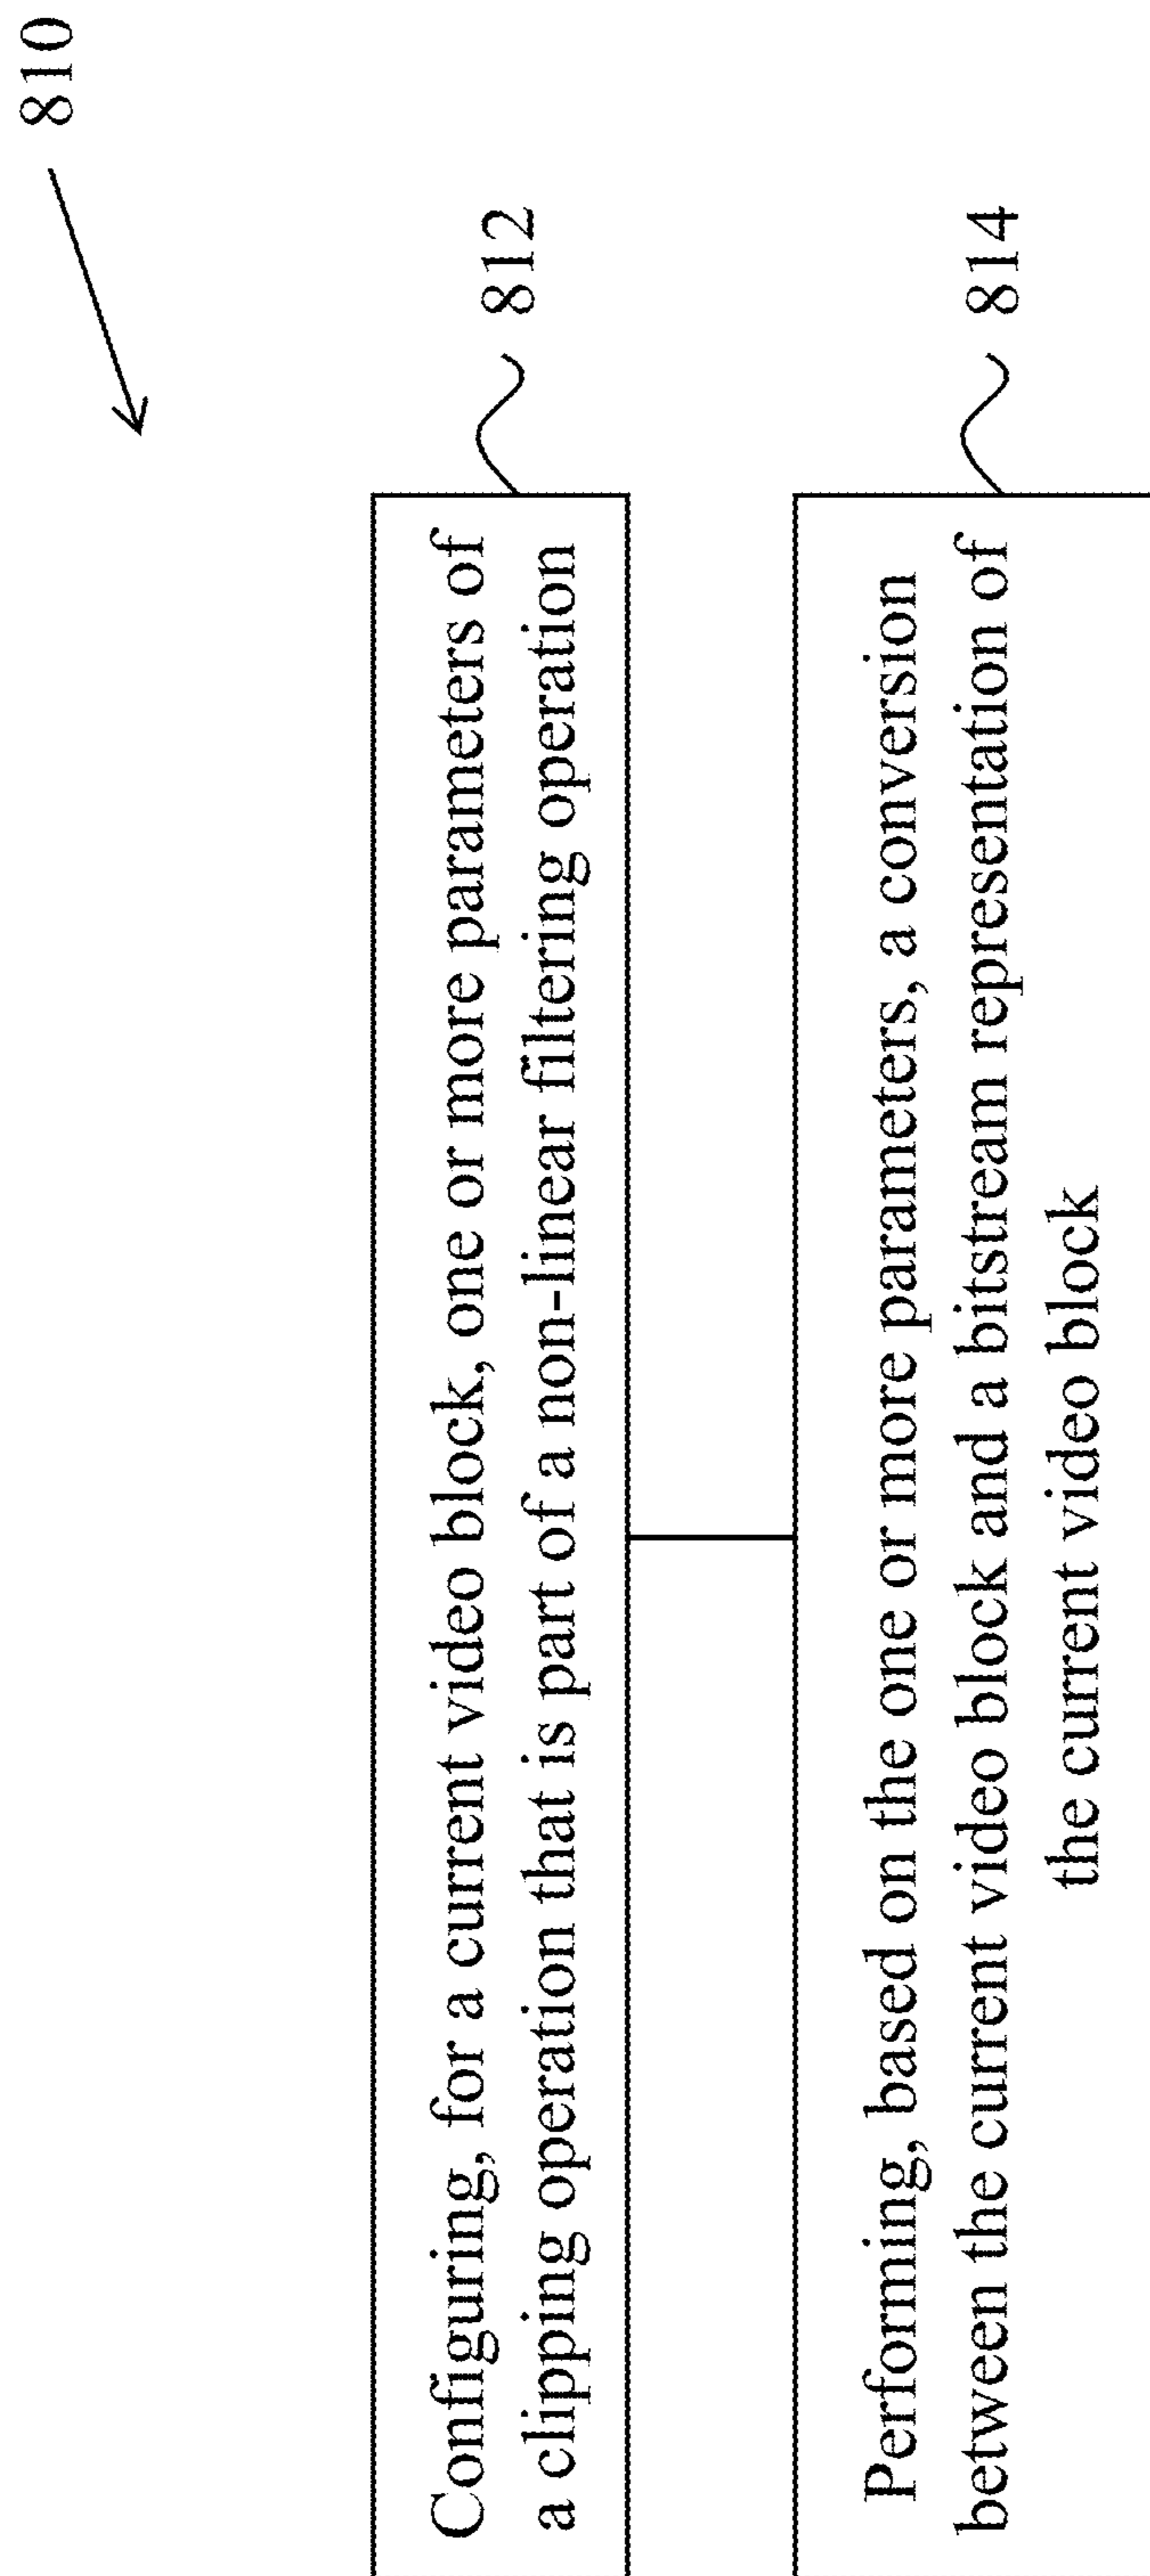 810
Configuring, for a current video block, one or more parameters of
a clipping operation that is part of a non-linear filtering operation
812
Performing, based on the one or more parameters, a conversion
between the current video block and a bitstream representation of
the current video block
814